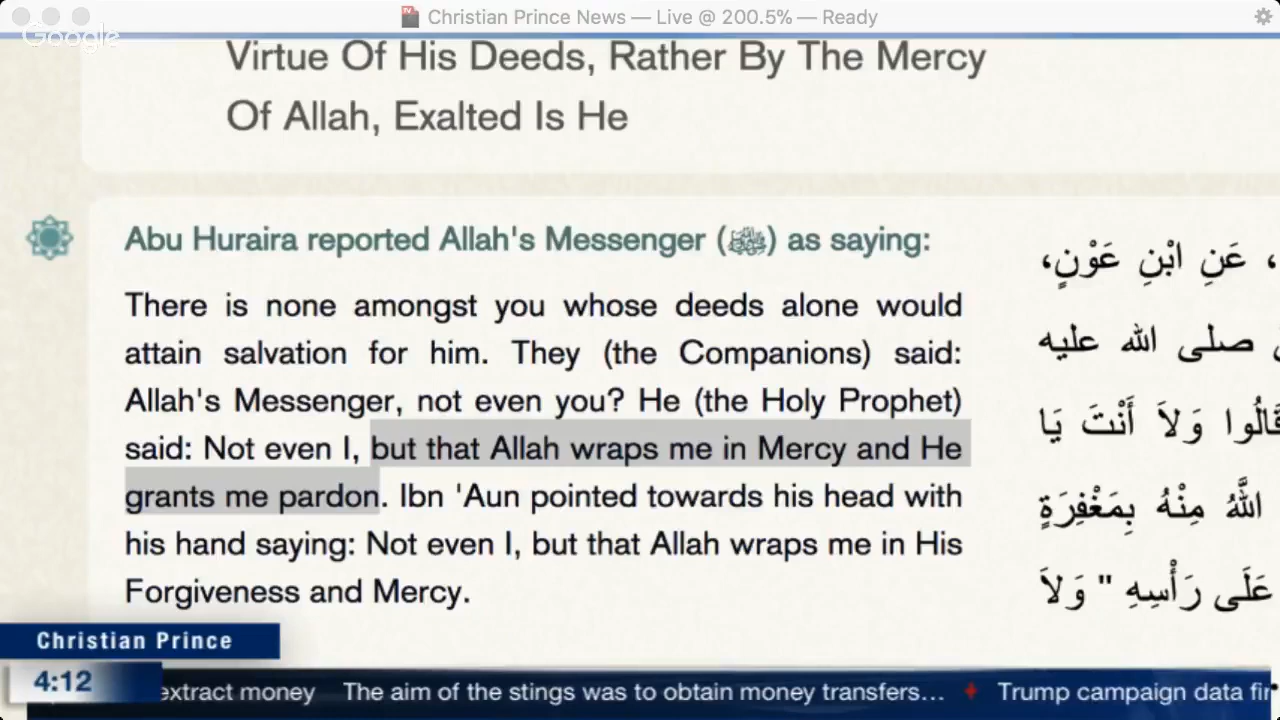 Christian Prince News — Live @ 200.5% — Ready
Google
Virtue Of His Deeds, Rather By The Mercy
Of Allah, Exalted Is He
Abu Huraira reported Allah's Messenger (ﷺ) as saying:
There is none amongst you whose deeds alone would
attain salvation for him. They (the Companions) said:
Allah's Messenger, not even you? He (the Holy Prophet)
said: Not even I, but that Allah wraps me in Mercy and He
grants me pardon. Ibn 'Aun pointed towards his head with
his hand saying: Not even I, but that Allah wraps me in His
Forgiveness and Mercy.
، عَنِ ابْنِ عَوْنٍ،
صلى الله عليه
قَالُوا وَلاَ أَنْتَ يَا
اللَّهُ مِنْهُ بِمَغْفِرَةٍ
عَلَى رَأْسِهِ " وَلاَ
Christian Prince
4:12
extract money The aim of the stings was to obtain money transfers... Trump campaign data